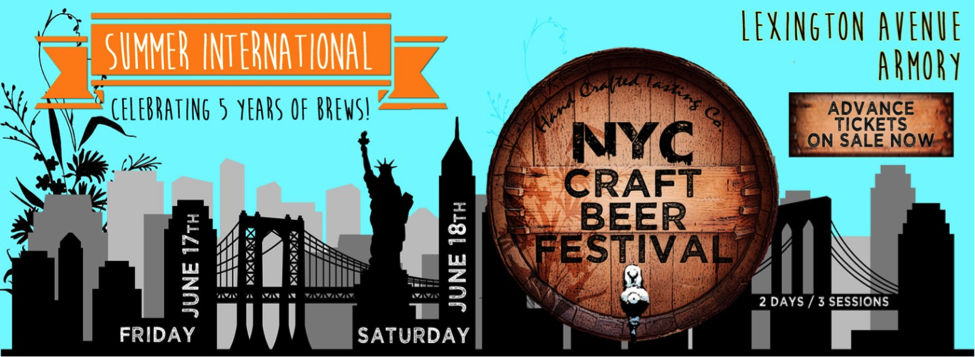 SUMMER INTERNATIONAL
CELEBRATING 5 YEARS OF BREWS!
FRIDAY
JUNE 17TH
SATURDAY
JUNE 18TH
Hand Crafted Tasting Co
NYC
CRAFT
BEER
FESTIVAL
LEXINGTON AVENUE
ARMORY
ADVANCE
TICKETS
ON SALE NOW
2 DAYS / 3 SESSIONS